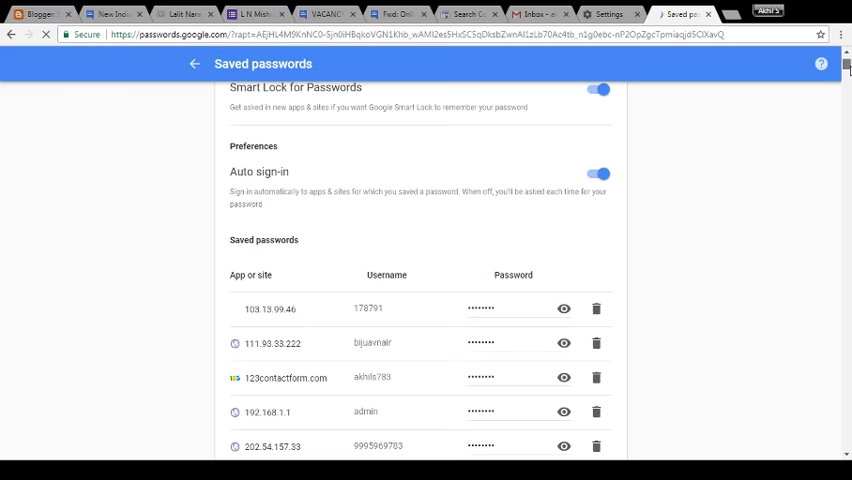 Blogger:
New Indi
Lalit Nara
L N Mish
VACANC
Fwd: Onli
Search Co
Inbox - a
Settings
Saved pa
Akhil S
Secure
https://passwords.google.com/?rapt=
Saved passwords
Smart Lock for Passwords
Get asked in new apps & sites if you want Google Smart Lock to remember your password
Preferences
Auto sign-in
Sign in automatically to apps & sites for which you saved a password. When off, you'll be asked each time for your
password
Saved passwords
App or site Username Password
103.13.99.46 178791 ••••••••
111.93.33.222 bijuavnair ••••••••
123contactform.com akhils783 ••••••••
192.168.1.1 admin ••••••••
202.54.157.33 9995969783 ••••••••